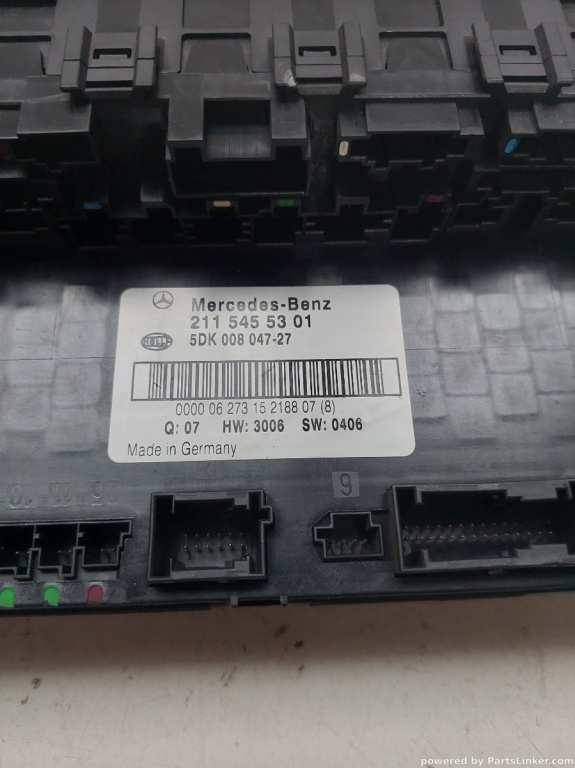 Mercedes-Benz
211 545 53 01
HELLA
5DK 008 047-27
0000 06 273 15 2188 07 (8)
Q: 07 HW: 3006 SW: 0406
Made in Germany
9
powered by PartsLinker.com